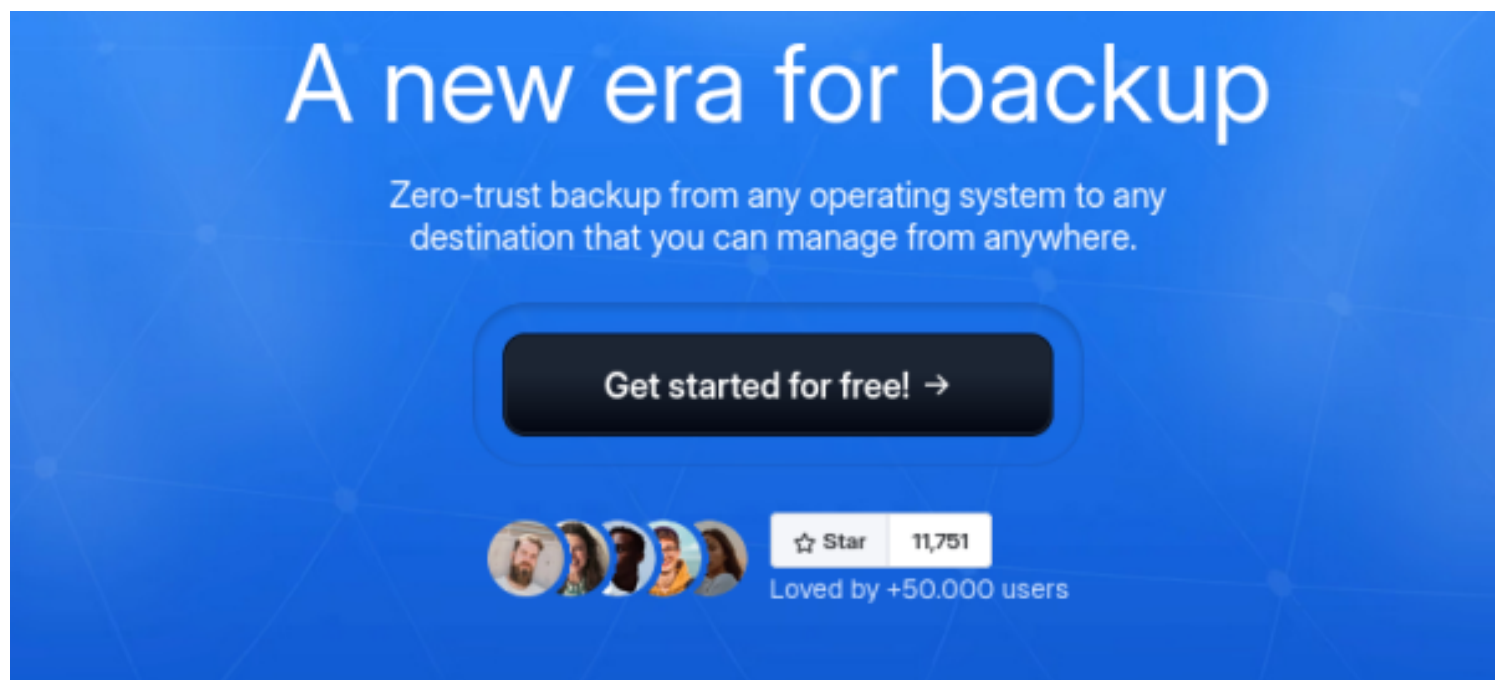 A new era for backup
Zero-trust backup from any operating system to any
destination that you can manage from anywhere.
Get started for free! →
Star 11,751
Loved by +50.000 users